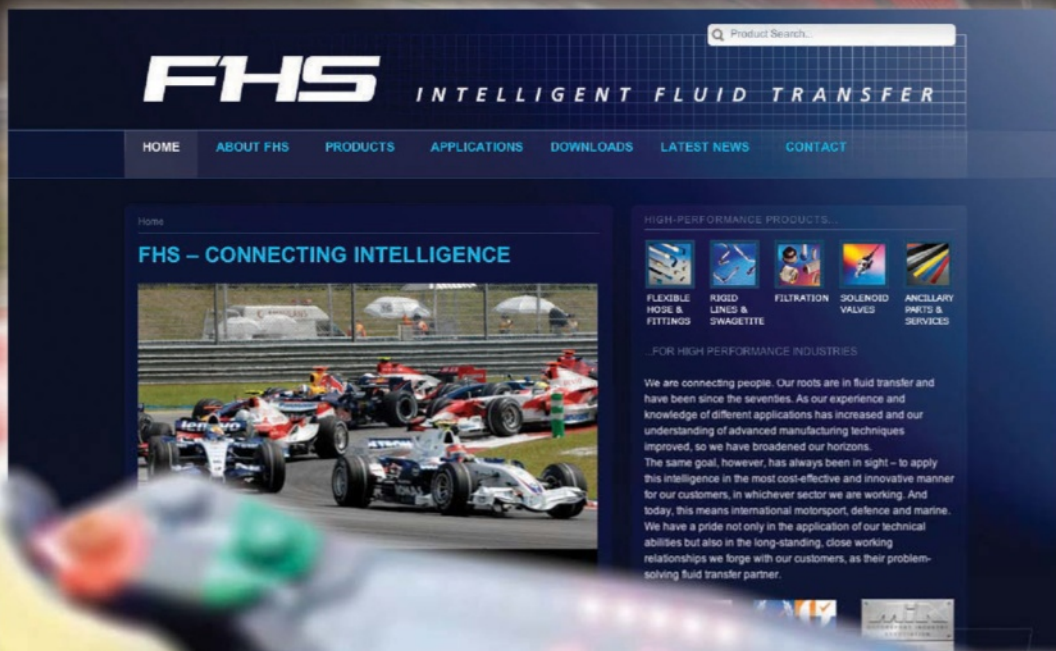 Product Search...
FHS
INTELLIGENT FLUID TRANSFER
HOME ABOUT FHS PRODUCTS APPLICATIONS DOWNLOADS LATEST NEWS CONTACT
Home
FHS – CONNECTING INTELLIGENCE
lenovo
HIGH-PERFORMANCE PRODUCTS...
FLEXIBLE
HOSE &
FITTINGS
RIGID
LINES &
SWAGETITE
FILTRATION
SOLENOID
VALVES
ANCILLARY
PARTS &
SERVICES
...FOR HIGH PERFORMANCE INDUSTRIES
We are connecting people. Our roots are in fluid transfer and
have been since the seventies. As our experience and
knowledge of different applications has increased and our
understanding of advanced manufacturing techniques
improved, so we have broadened our horizons.
The same goal, however, has always been in sight – to apply
this intelligence in the most cost-effective and innovative manner
for our customers, in whichever sector we are working. And
today, this means international motorsport, defence and marine.
We have a pride not only in the application of our technical
abilities but also in the long-standing, close working
relationships we forge with our customers, as their problem-
solving fluid transfer partner.
MIA